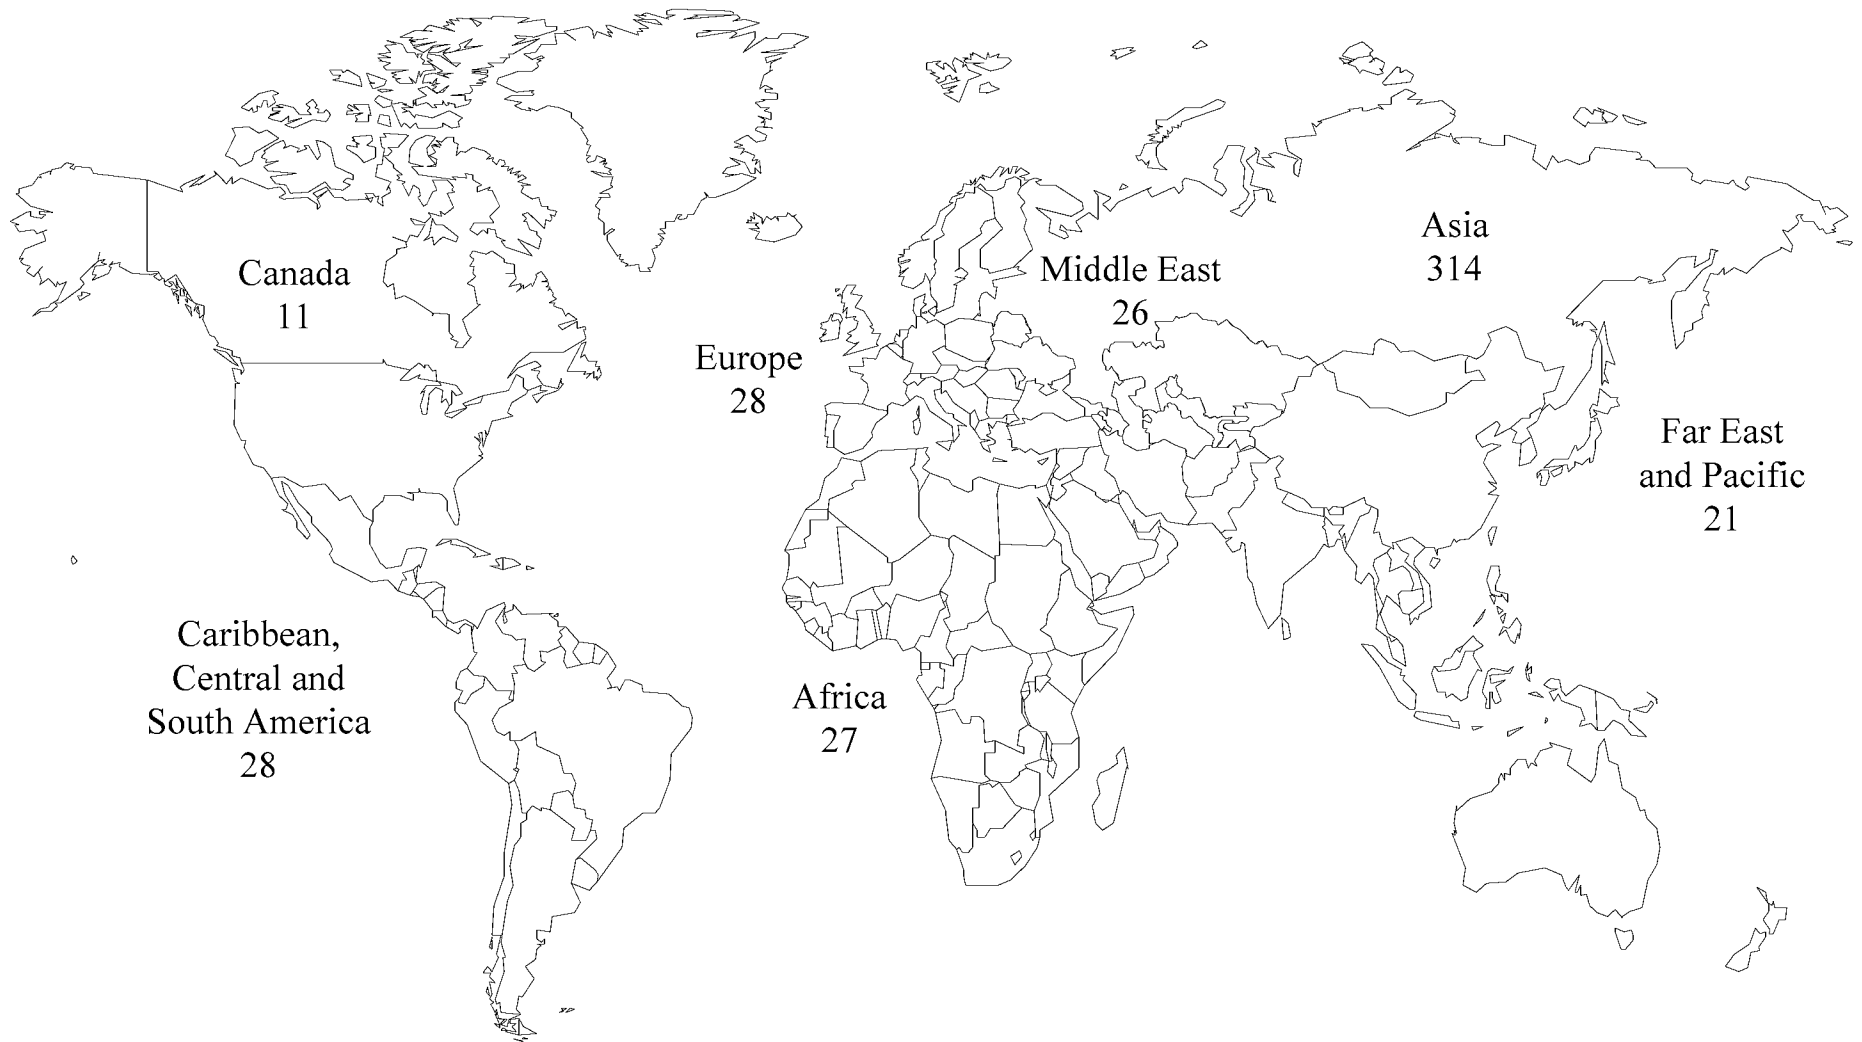 Asia
314
Canada
11
Middle East
26
Europe
28
Far East
and Pacific
21
Caribbean,
Central and
South America
28
Africa
27